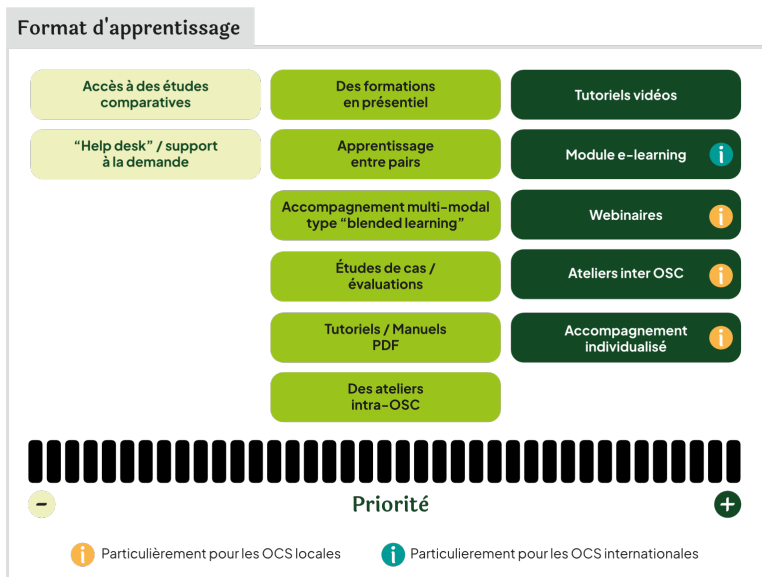 Format d'apprentissage
Accès à des études
comparatives
“Help desk” / support
à la demande
Des formations
en présentiel
Apprentissage
entre pairs
Accompagnement multi-modal
type “blended learning”
Études de cas /
évaluations
Tutoriels / Manuels
PDF
Des ateliers
intra-OSC
Tutoriels vidéos
Module e-learning
i
Webinaires
i
Ateliers inter OSC
i
Accompagnement
individualisé
i
-
Priorité
+
i Particulièrement pour les OCS locales
i Particulierement pour les OCS internationales